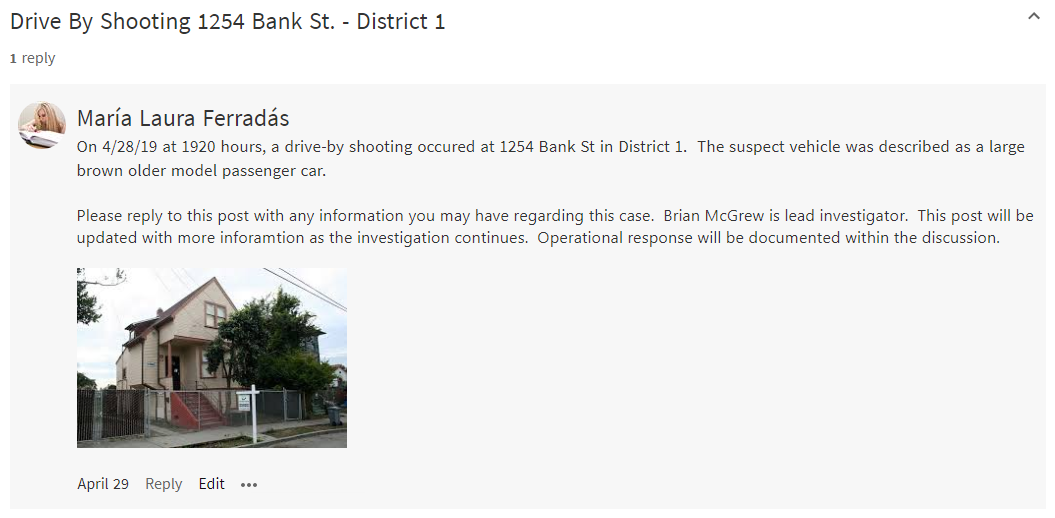 Drive By Shooting 1254 Bank St. - District 1
1 reply
María Laura Ferradás
On 4/28/19 at 1920 hours, a drive-by shooting occured at 1254 Bank St in District 1.  The suspect vehicle was described as a large
brown older model passenger car.
Please reply to this post with any information you may have regarding this case.  Brian McGrew is lead investigator.  This post will be
updated with more inforamtion as the investigation continues.  Operational response will be documented within the discussion.
April 29 Reply Edit •••